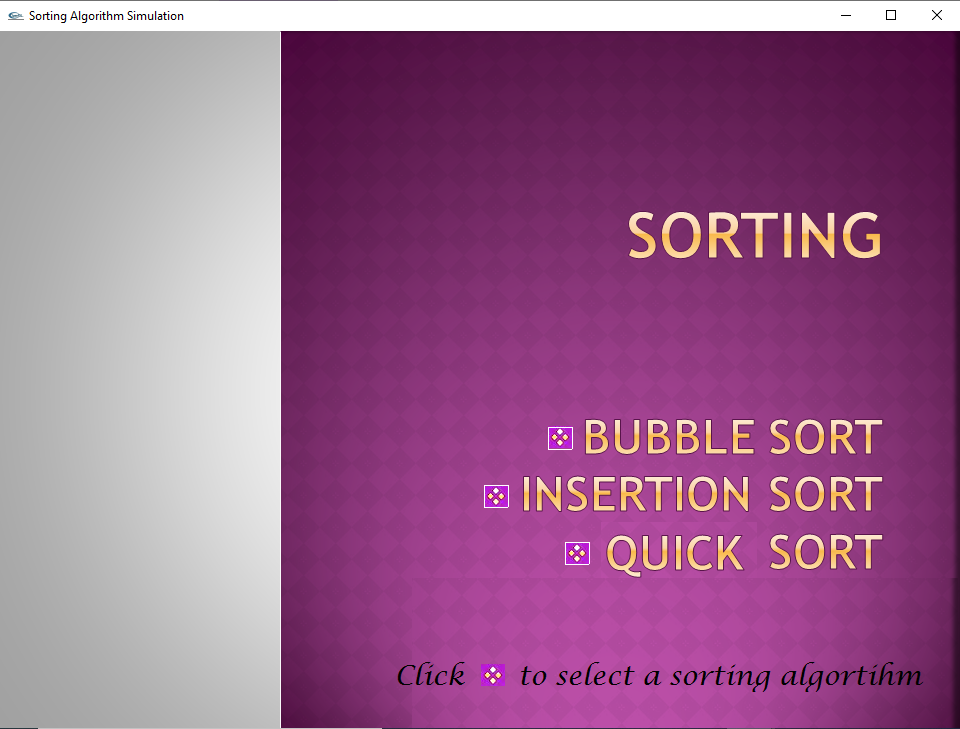 Sorting Algorithm Simulation
SORTING
BUBBLE SORT
INSERTION SORT
QUICK SORT
Click to select a sorting algortihm